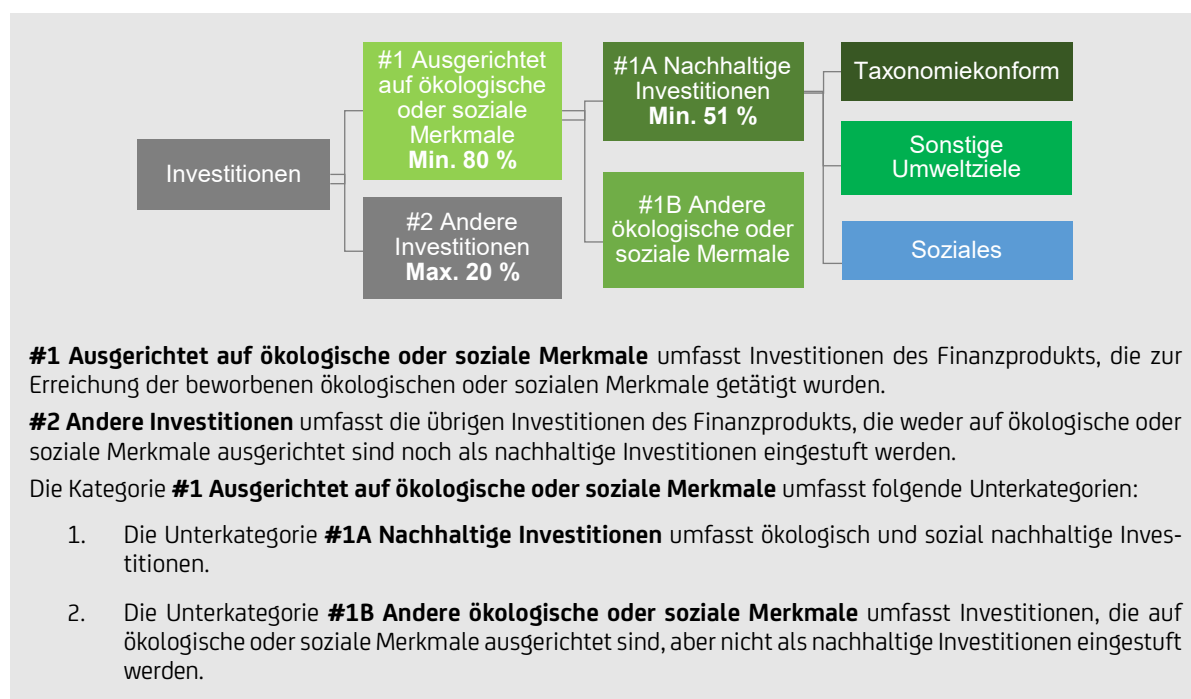 Investitionen
#1 Ausgerichtet
auf ökologische
oder soziale
Merkmale
Min. 80 %
#2 Andere
Investitionen
Max. 20 %
#1A Nachhaltige
Investitionen
Min. 51 %
#1B Andere
ökologische oder
soziale Mermale
Taxonomiekonform
Sonstige
Umweltziele
Soziales
#1 Ausgerichtet auf ökologische oder soziale Merkmale umfasst Investitionen des Finanzprodukts, die zur
Erreichung der beworbenen ökologischen oder sozialen Merkmale getätigt wurden.
#2 Andere Investitionen umfasst die übrigen Investitionen des Finanzprodukts, die weder auf ökologische oder
soziale Merkmale ausgerichtet sind noch als nachhaltige Investitionen eingestuft werden.
Die Kategorie #1 Ausgerichtet auf ökologische oder soziale Merkmale umfasst folgende Unterkategorien:
1. Die Unterkategorie #1A Nachhaltige Investitionen umfasst ökologisch und sozial nachhaltige Inves-
titionen.
2. Die Unterkategorie #1B Andere ökologische oder soziale Merkmale umfasst Investitionen, die auf
ökologische oder soziale Merkmale ausgerichtet sind, aber nicht als nachhaltige Investitionen eingestuft
werden.